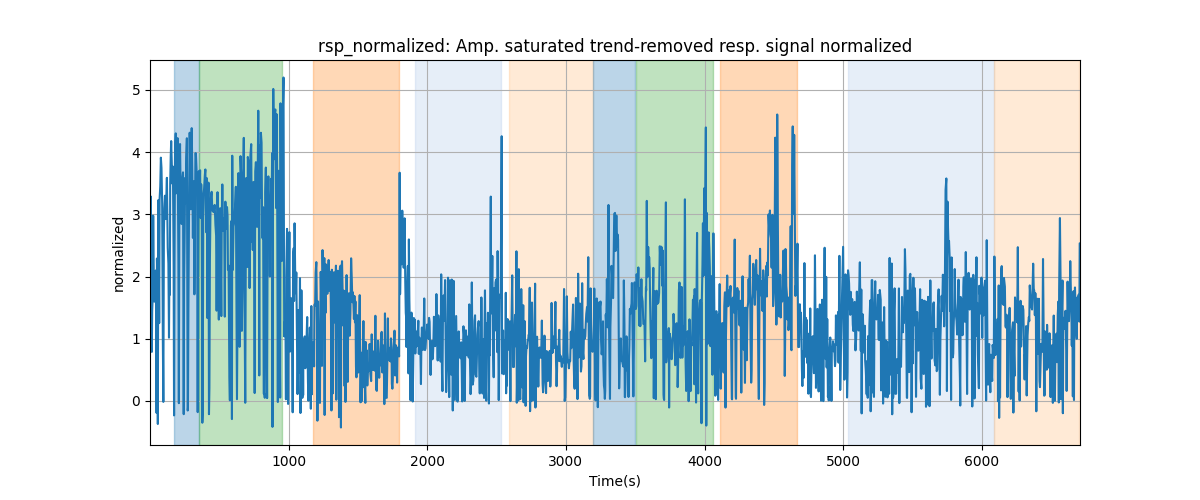 rsp_normalized: Amp. saturated trend-removed resp. signal normalized
normalized
5
4
3
2
1
0
1000 2000 3000 4000 5000 6000
Time(s)